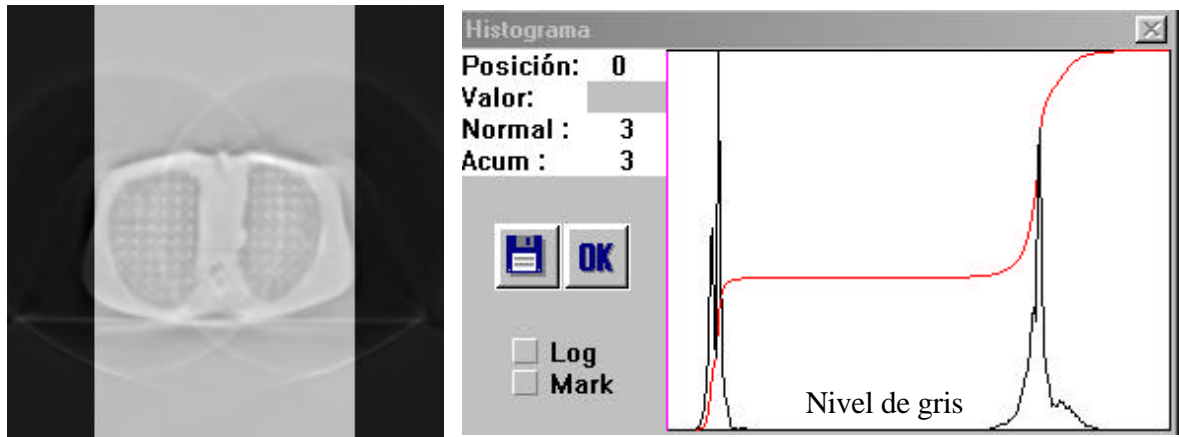 Histograma
Posición: 0
Valor:
Normal : 3
Acum : 3
OK
Log
Mark
Nivel de gris